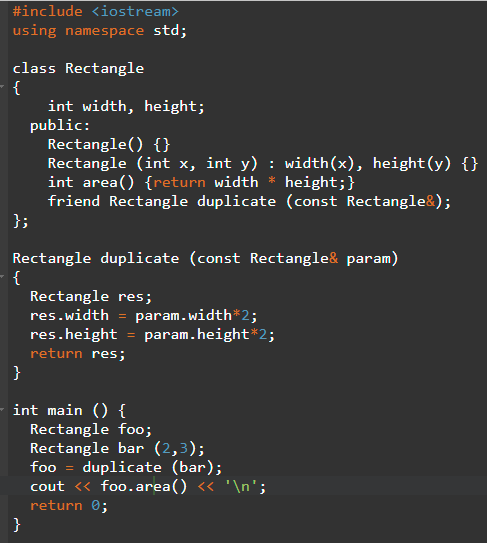 #include <iostream>
using namespace std;
class Rectangle
{
int width, height;
public:
Rectangle() {}
Rectangle (int x, int y) : width(x), height(y) {}
int area() {return width * height;}
friend Rectangle duplicate (const Rectangle&);
};
Rectangle duplicate (const Rectangle& param)
{
Rectangle res;
res.width = param.width*2;
res.height = param.height*2;
return res;
}
int main () {
Rectangle foo;
Rectangle bar (2,3);
foo = duplicate (bar);
cout << foo.area() << '\n';
return 0;
}